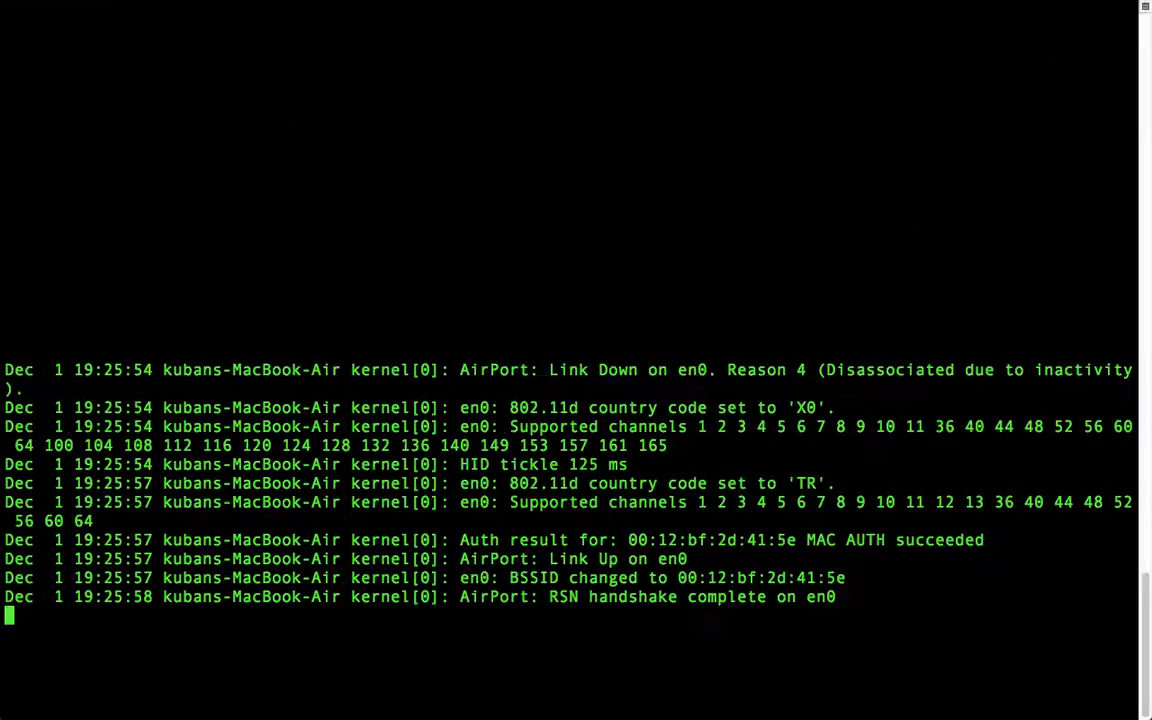 Dec  1 19:25:54 kubans-MacBook-Air kernel[0]: AirPort: Link Down on en0. Reason 4 (Disassociated due to inactivity
).
Dec  1 19:25:54 kubans-MacBook-Air kernel[0]: en0: 802.11d country code set to 'X0'.
Dec  1 19:25:54 kubans-MacBook-Air kernel[0]: en0: Supported channels 1 2 3 4 5 6 7 8 9 10 11 36 40 44 48 52 56 60
 64 100 104 108 112 116 120 124 128 132 136 140 149 153 157 161 165
Dec  1 19:25:54 kubans-MacBook-Air kernel[0]: HID tickle 125 ms
Dec  1 19:25:57 kubans-MacBook-Air kernel[0]: en0: 802.11d country code set to 'TR'.
Dec  1 19:25:57 kubans-MacBook-Air kernel[0]: en0: Supported channels 1 2 3 4 5 6 7 8 9 10 11 12 13 36 40 44 48 52
 56 60 64
Dec  1 19:25:57 kubans-MacBook-Air kernel[0]: Auth result for: 00:12:bf:2d:41:5e MAC AUTH succeeded
Dec  1 19:25:57 kubans-MacBook-Air kernel[0]: AirPort: Link Up on en0
Dec  1 19:25:57 kubans-MacBook-Air kernel[0]: en0: BSSID changed to 00:12:bf:2d:41:5e
Dec  1 19:25:58 kubans-MacBook-Air kernel[0]: AirPort: RSN handshake complete on en0